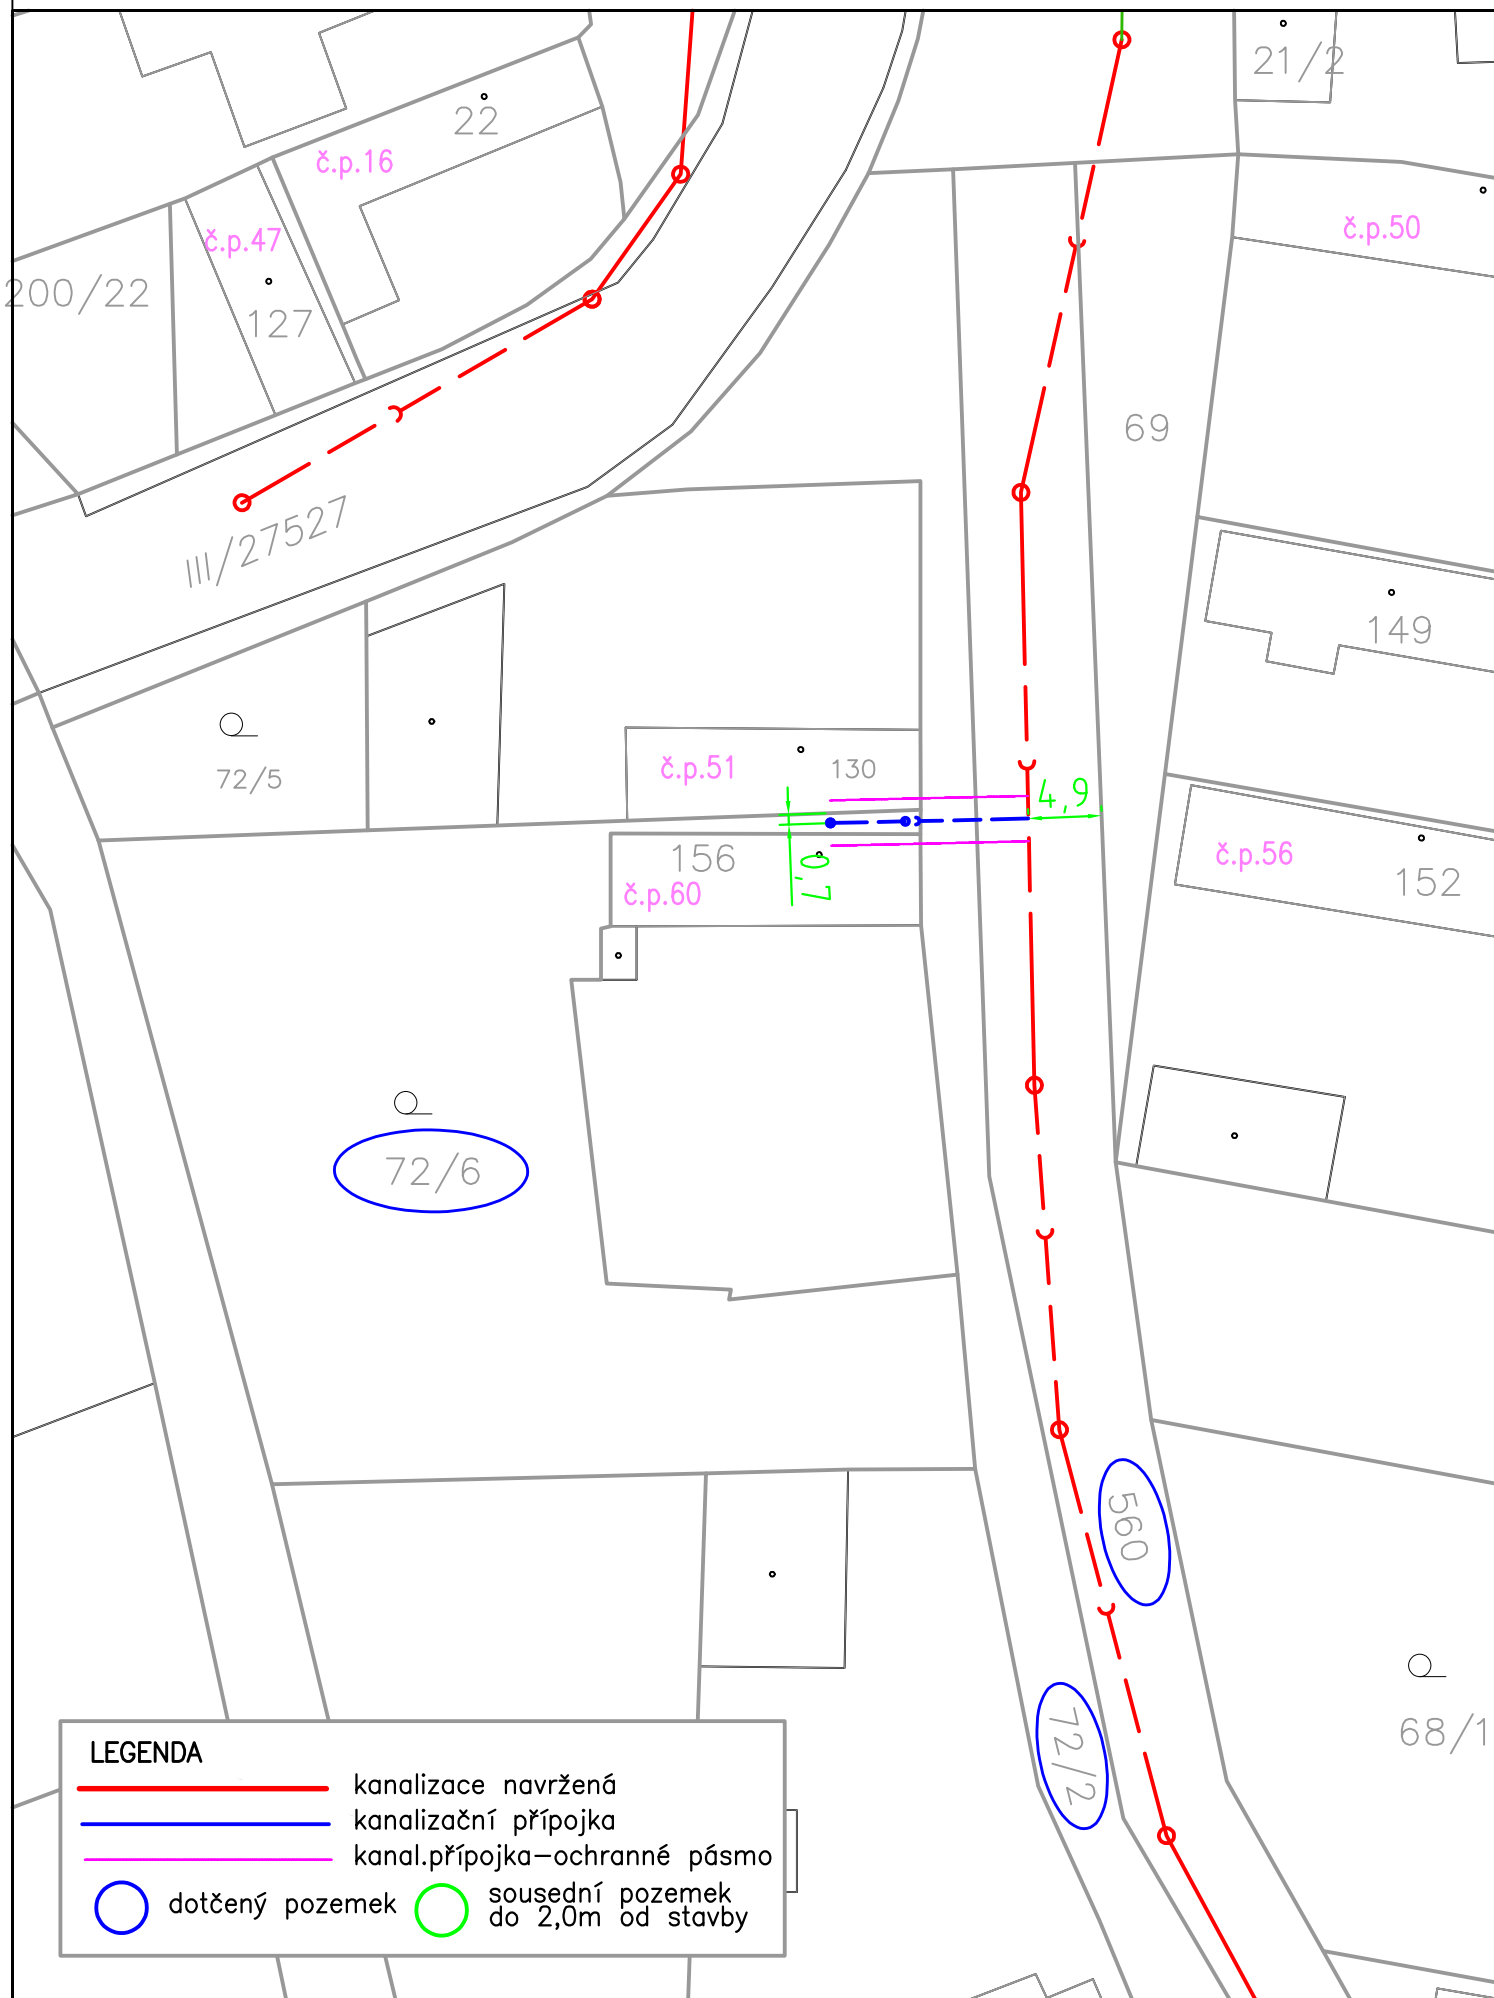 21/2
22
č.p.16
č.p.50
č.p.47
200/22
127
69
III/27527
149
72/5
č.p.51
130
4,9
156
č.p.60
0,7
č.p.56
152
72/6
560
72/2
68/1
LEGENDA
kanalizace navržená
kanalizační přípojka
kanal.přípojka-ochranné pásmo
dotčený pozemek
sousední pozemek
do 2,0m od stavby